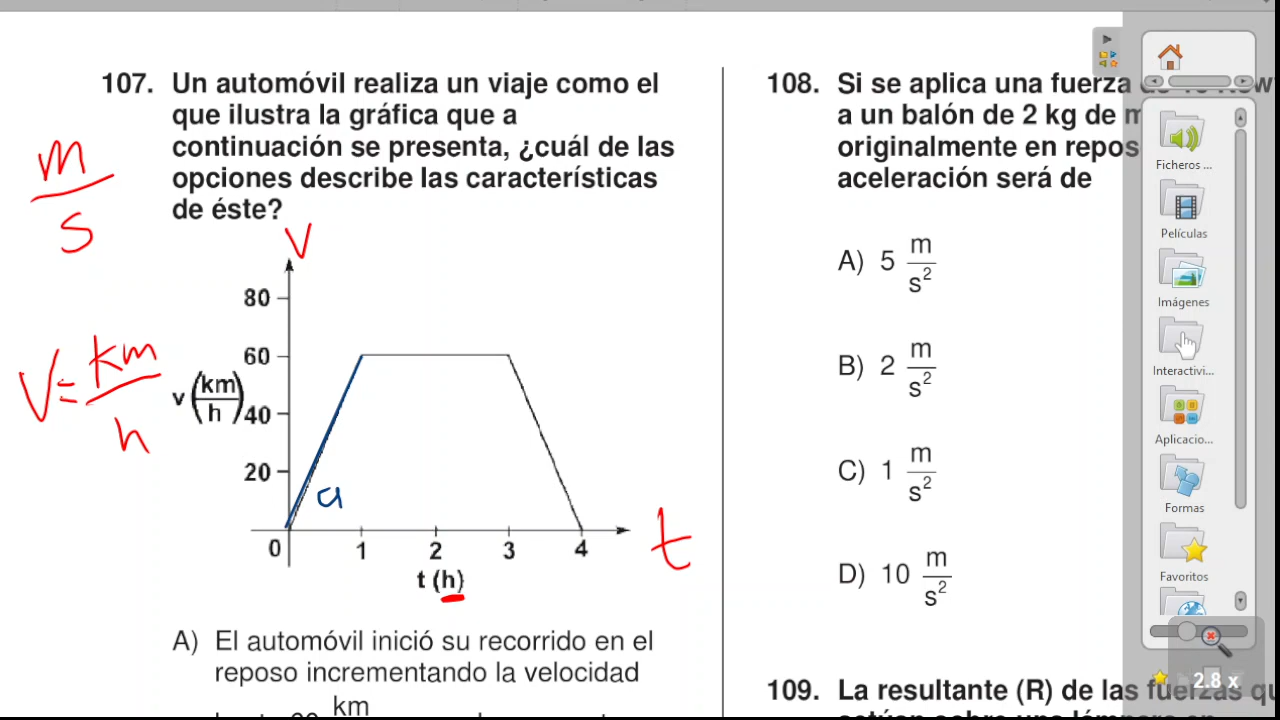 107. Un automóvil realiza un viaje como el
que ilustra la gráfica que a
continuación se presenta, ¿cuál de las
opciones describe las características
de éste?
m
s
V
80
60
40
20
v (km/h)
V = km
h
a
0 1 2 3 4
t (h)
t
A) El automóvil inició su recorrido en el
reposo incrementando la velocidad
km
108. Si se aplica una fuerza
a un balón de 2 kg de
originalmente en repos
aceleración será de
A) 5 m/s²
B) 2 m/s²
C) 1 m/s²
D) 10 m/s²
109. La resultante (R) de las fuerzas qu
Ficheros ...
Películas
Imágenes
Interactivi...
Aplicacio...
Formas
Favoritos
2.8 x